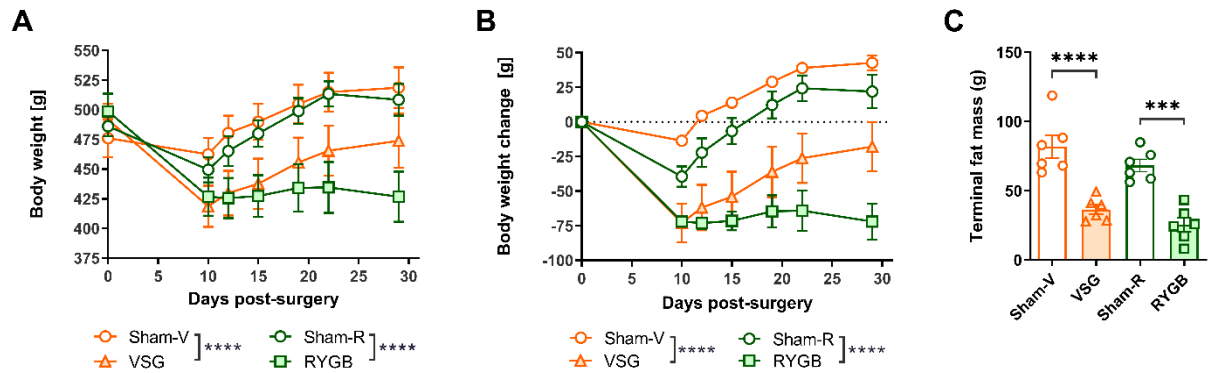 A
Body weight [g]
550
525
500
475
450
425
400
375
0
5
10
15
20
25
30
Days post-surgery
Sham-V
VSG
****
Sham-R
RYGB
****
B
Body weight change [g]
50
25
0
-25
-50
-75
-100
0
5
10
15
20
25
30
Days post-surgery
Sham-V
VSG
****
Sham-R
RYGB
****
C
Terminal fat mass (g)
150
100
50
0
****
***
Sham-V
VSG
Sham-R
RYGB